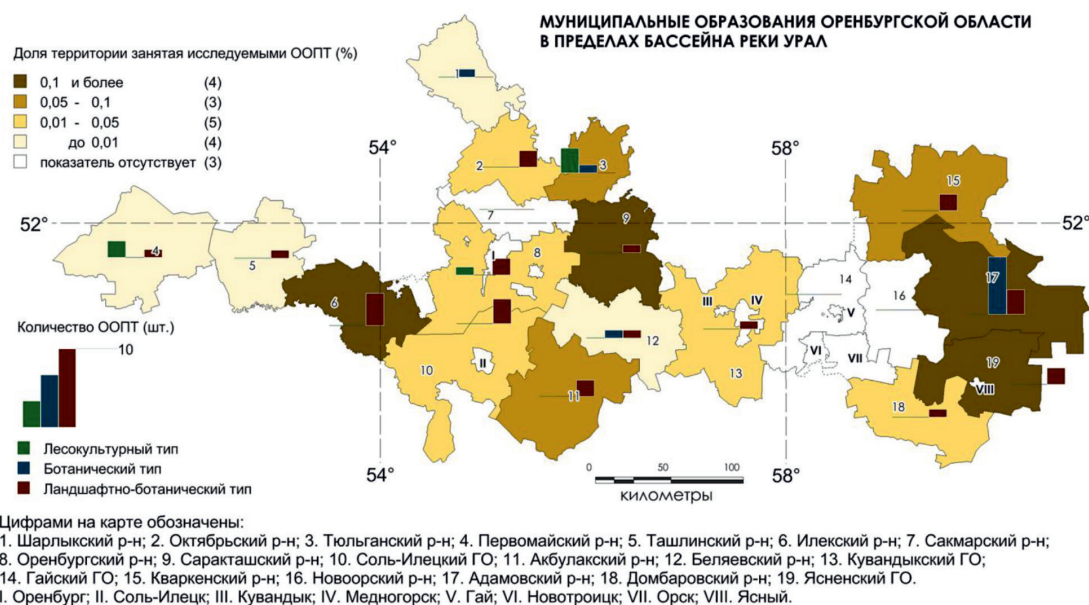 МУНИЦИПАЛЬНЫЕ ОБРАЗОВАНИЯ ОРЕНБУРГСКОЙ ОБЛАСТИ
В ПРЕДЕЛАХ БАССЕЙНА РЕКИ УРАЛ
Доля территории занятая исследуемыми ООПТ (%)
0,1 и более (4)
0,05 - 0,1 (3)
0,01 - 0,05 (5)
до 0,01 (4)
показатель отсутствует (3)
1
54°
58°
2
3
15
52°
7
9
52°
4
5
I
8
14
17
6
III
IV
16
V
Количество ООПТ (шт.)
10
12
VI
VII
19
10
II
13
VIII
11
18
Лесокультурный тип
Ботанический тип
Ландшафтно-ботанический тип
54°
58°
0 50 100
километры
Цифрами на карте обозначены:
1. Шарлыкский р-н; 2. Октябрьский р-н; 3. Тюльганский р-н; 4. Первомайский р-н; 5. Ташлинский р-н; 6. Илекский р-н; 7. Сакмарский р-н;
8. Оренбургский р-н; 9. Саракташский р-н; 10. Соль-Илецкий ГО; 11. Акбулакский р-н; 12. Беляевский р-н; 13. Кувандыкский ГО;
14. Гайский ГО; 15. Кваркенский р-н; 16. Новоорский р-н; 17. Адамовский р-н; 18. Домбаровский р-н; 19. Ясненский ГО.
I. Оренбург; II. Соль-Илецк; III. Кувандык; IV. Медногорск; V. Гай; VI. Новотроицк; VII. Орск; VIII. Ясный.